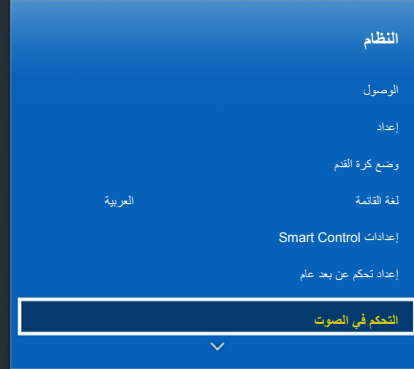 النظام
الوصول
إعداد
وضع كرة القدم
لغة القائمة العربية
إعدادات Smart Control
إعداد تحكم عن بعد عام
التحكم في الصوت